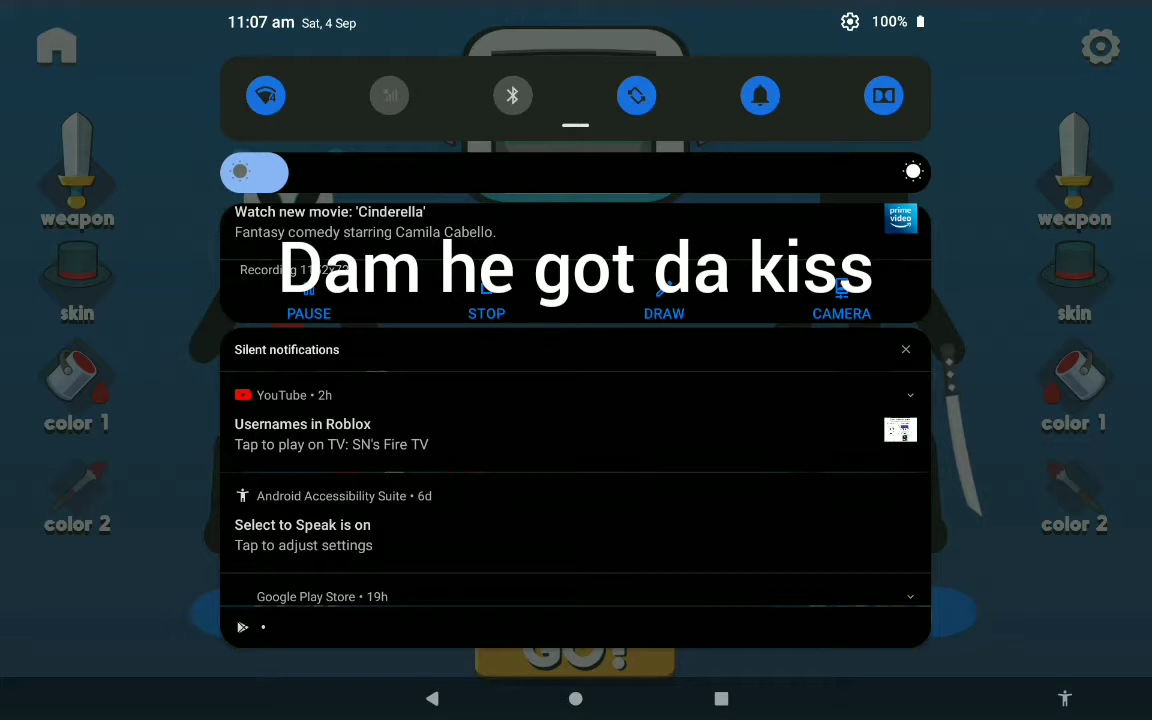 11:07 am Sat, 4 Sep
100%
Watch new movie: 'Cinderella'
prime video
Fantasy comedy starring Camila Cabello.
Dam he got da kiss
PAUSE STOP DRAW CAMERA
Silent notifications
YouTube • 2h
Usernames in Roblox
Tap to play on TV: SN's Fire TV
Android Accessibility Suite • 6d
Select to Speak is on
Tap to adjust settings
Google Play Store • 19h
weapon
skin
color 1
color 2
weapon
skin
color 1
color 2
GO!